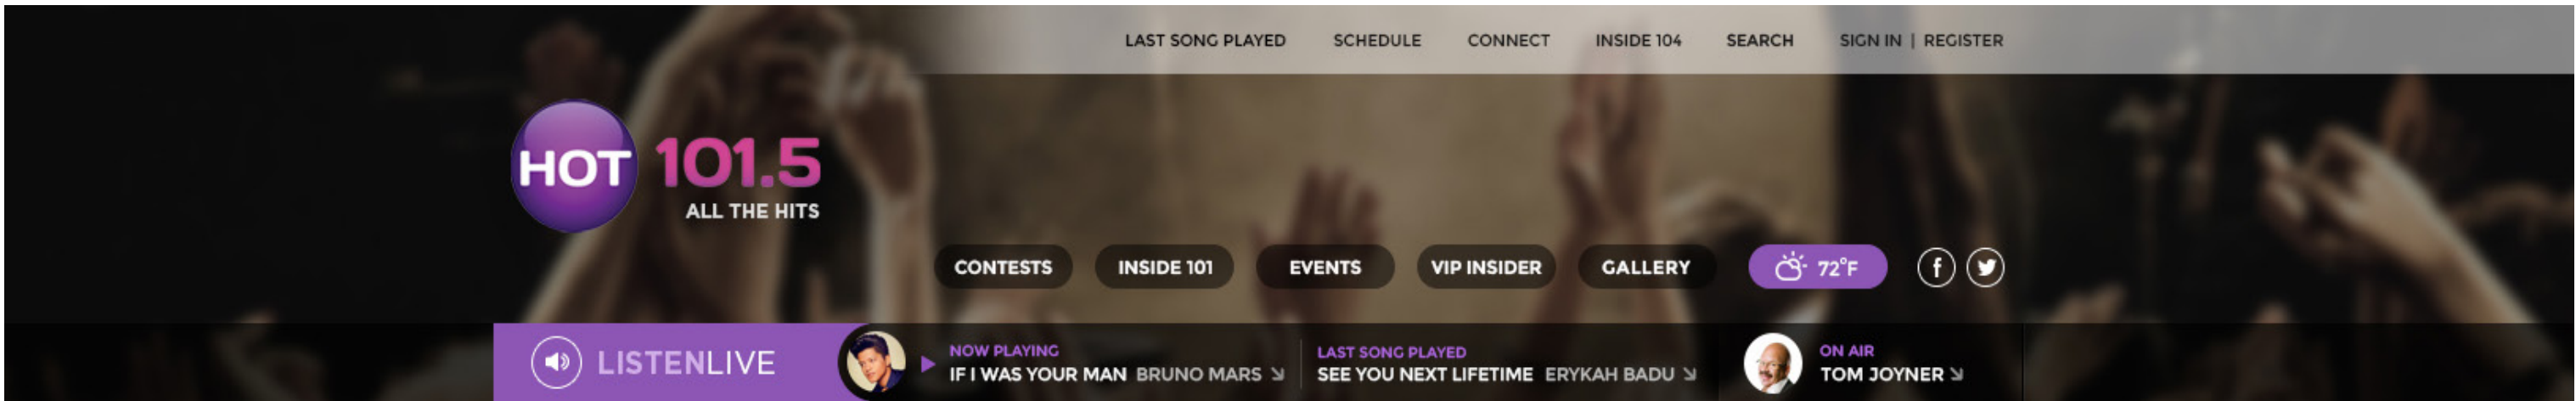 LAST SONG PLAYED SCHEDULE CONNECT INSIDE 104 SEARCH SIGN IN | REGISTER
HOT 101.5
ALL THE HITS
CONTESTS INSIDE 101 EVENTS VIP INSIDER GALLERY 72°F f
LISTENLIVE
NOW PLAYING
IF I WAS YOUR MAN BRUNO MARS
LAST SONG PLAYED
SEE YOU NEXT LIFETIME ERYKAH BADU
ON AIR
TOM JOYNER